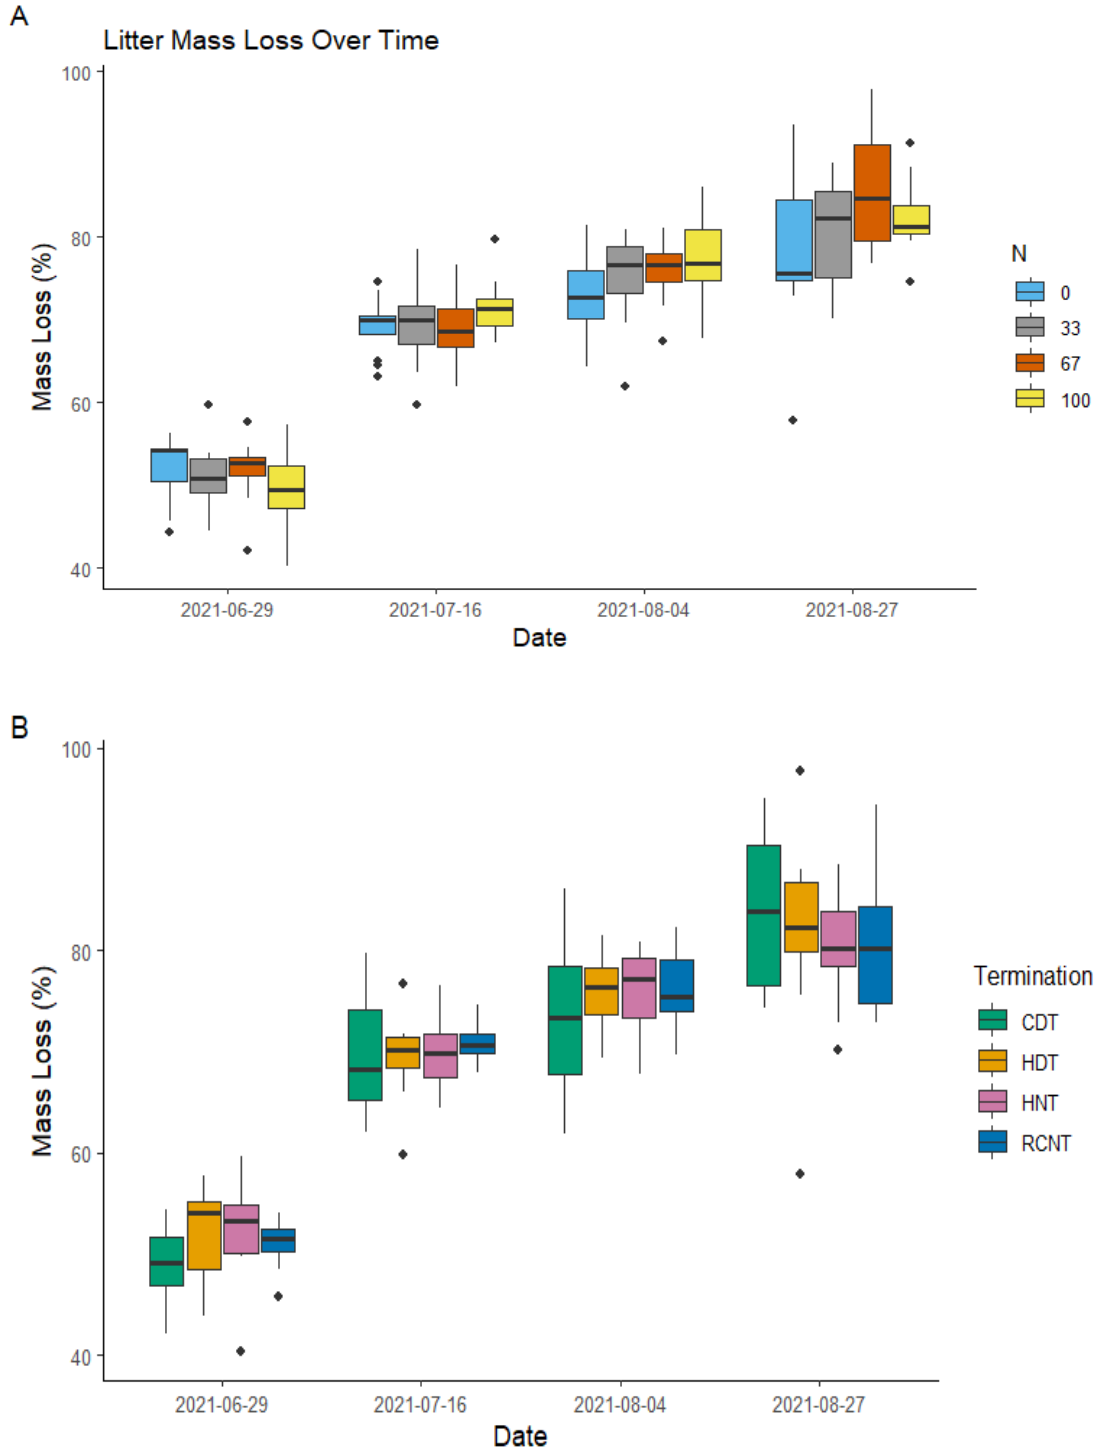 A
Litter Mass Loss Over Time
100
80
60
40
Mass Loss (%)
2021-06-29 2021-07-16 2021-08-04 2021-08-27
Date
N
0
33
67
100
B
100
80
60
40
Mass Loss (%)
2021-06-29 2021-07-16 2021-08-04 2021-08-27
Date
Termination
CDT
HDT
HNT
RCNT